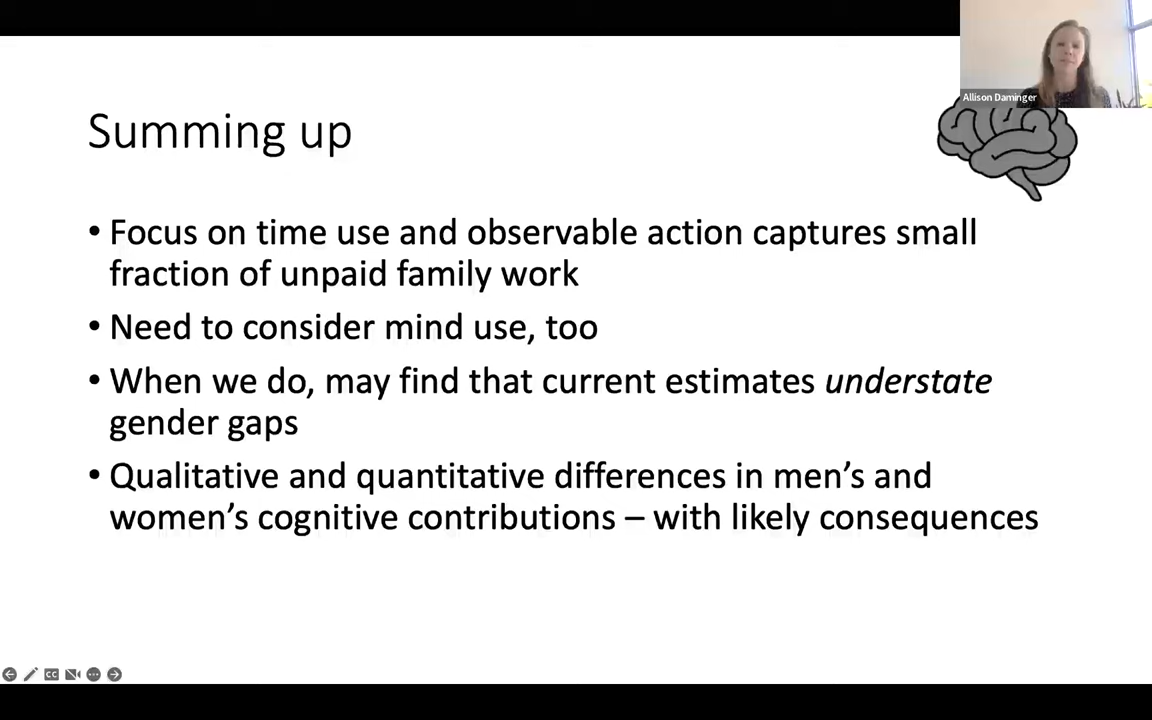 Allison Daminger
Summing up
• Focus on time use and observable action captures small
fraction of unpaid family work
• Need to consider mind use, too
• When we do, may find that current estimates understate
gender gaps
• Qualitative and quantitative differences in men’s and
women’s cognitive contributions – with likely consequences
CC